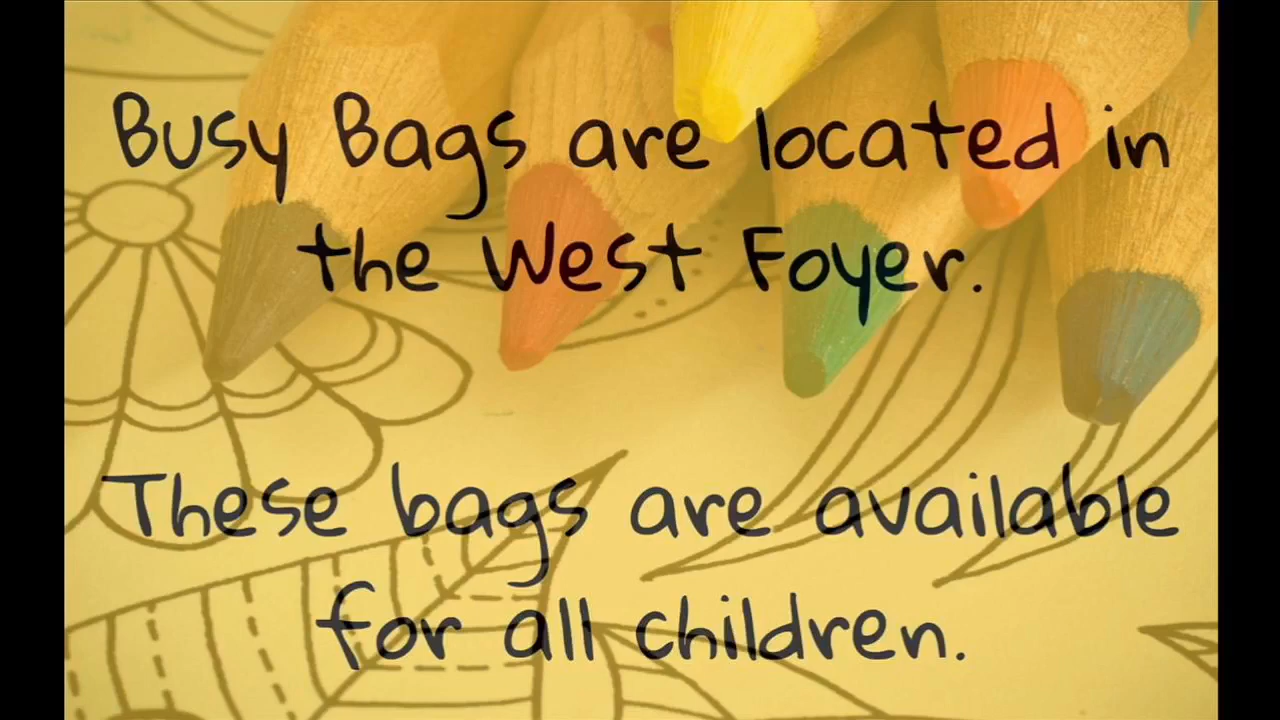 Busy Bags are located in
the West Foyer.
These bags are available
for all children.